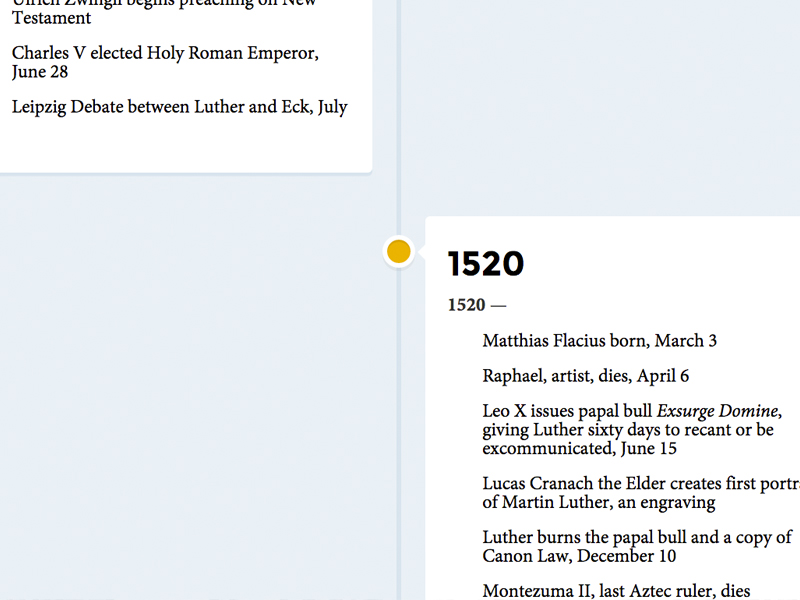 Ulrich Zwingli begins preaching on New
Testament
Charles V elected Holy Roman Emperor,
June 28
Leipzig Debate between Luther and Eck, July
1520
1520 —
Matthias Flacius born, March 3
Raphael, artist, dies, April 6
Leo X issues papal bull Exsurge Domine,
giving Luther sixty days to recant or be
excommunicated, June 15
Lucas Cranach the Elder creates first
of Martin Luther, an engraving
Luther burns the papal bull and a copy of
Canon Law, December 10
Montezuma II, last Aztec ruler, dies